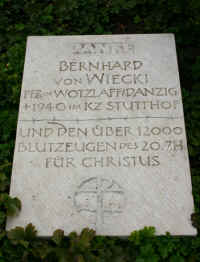 BERNHARD
VON WIECKI
PFR IN WOTZLAFF/DANZIG
+1940 IM KZ STUTTHOF
UND DEN ÜBER 12000
BLUTZEUGEN DES 20. JH
FÜR CHRISTUS